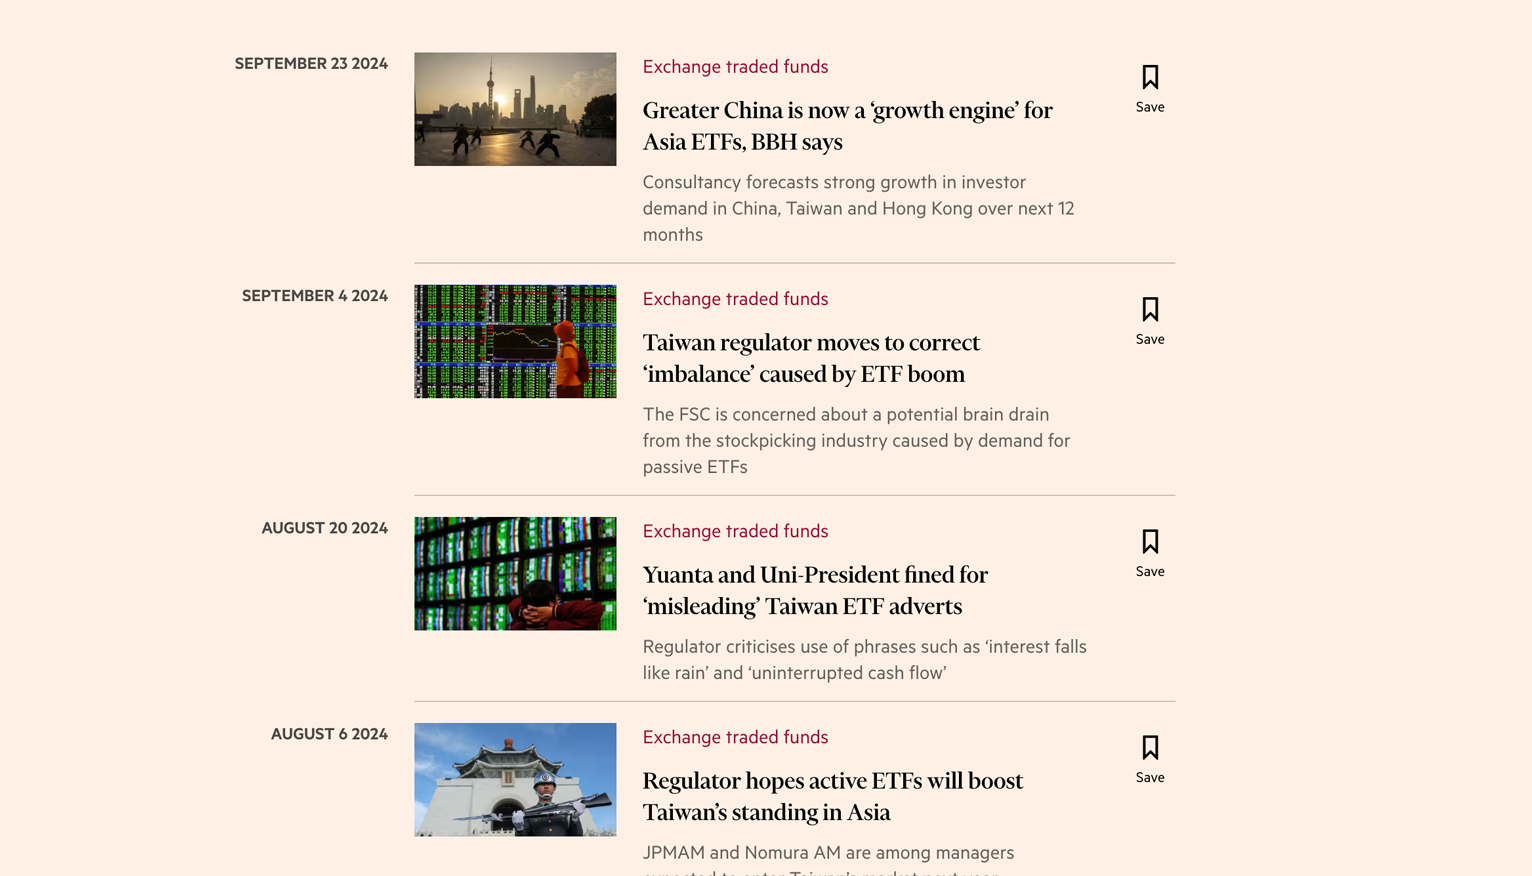 SEPTEMBER 23 2024
Exchange traded funds
Greater China is now a ‘growth engine’ for
Asia ETFs, BBH says
Consultancy forecasts strong growth in investor
demand in China, Taiwan and Hong Kong over next 12
months
Save
SEPTEMBER 4 2024
Exchange traded funds
Taiwan regulator moves to correct
‘imbalance’ caused by ETF boom
The FSC is concerned about a potential brain drain
from the stockpicking industry caused by demand for
passive ETFs
Save
AUGUST 20 2024
Exchange traded funds
Yuanta and Uni-President fined for
‘misleading’ Taiwan ETF adverts
Regulator criticises use of phrases such as ‘interest falls
like rain’ and ‘uninterrupted cash flow’
Save
AUGUST 6 2024
Exchange traded funds
Regulator hopes active ETFs will boost
Taiwan’s standing in Asia
JPMAM and Nomura AM are among managers
Save